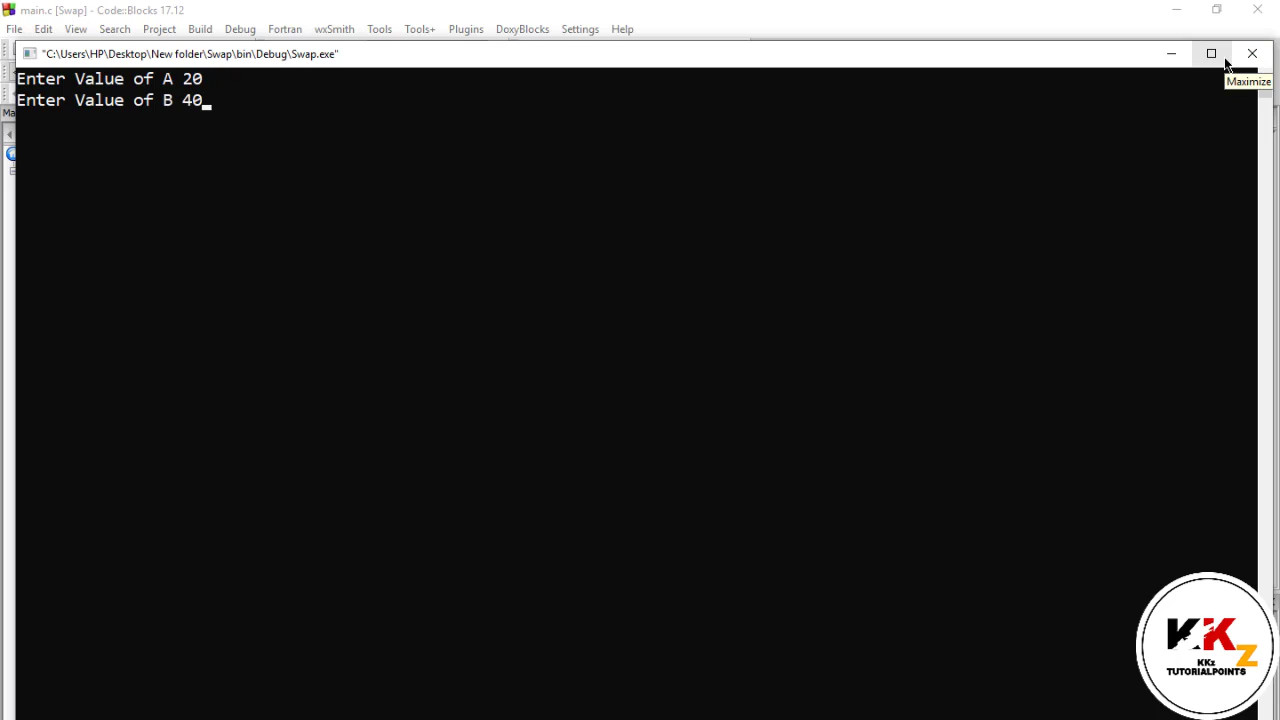 main.c [Swap] - Code::Blocks 17.12
File Edit View Search Project Build Debug Fortran wxSmith Tools Tools+ Plugins DoxyBlocks Settings Help
"C:\Users\HP\Desktop\New folder\Swap\bin\Debug\Swap.exe"
Maximize
Enter Value of A 20
Enter Value of B 40
Ma
KKz
KKz
TUTORIALPOINTS